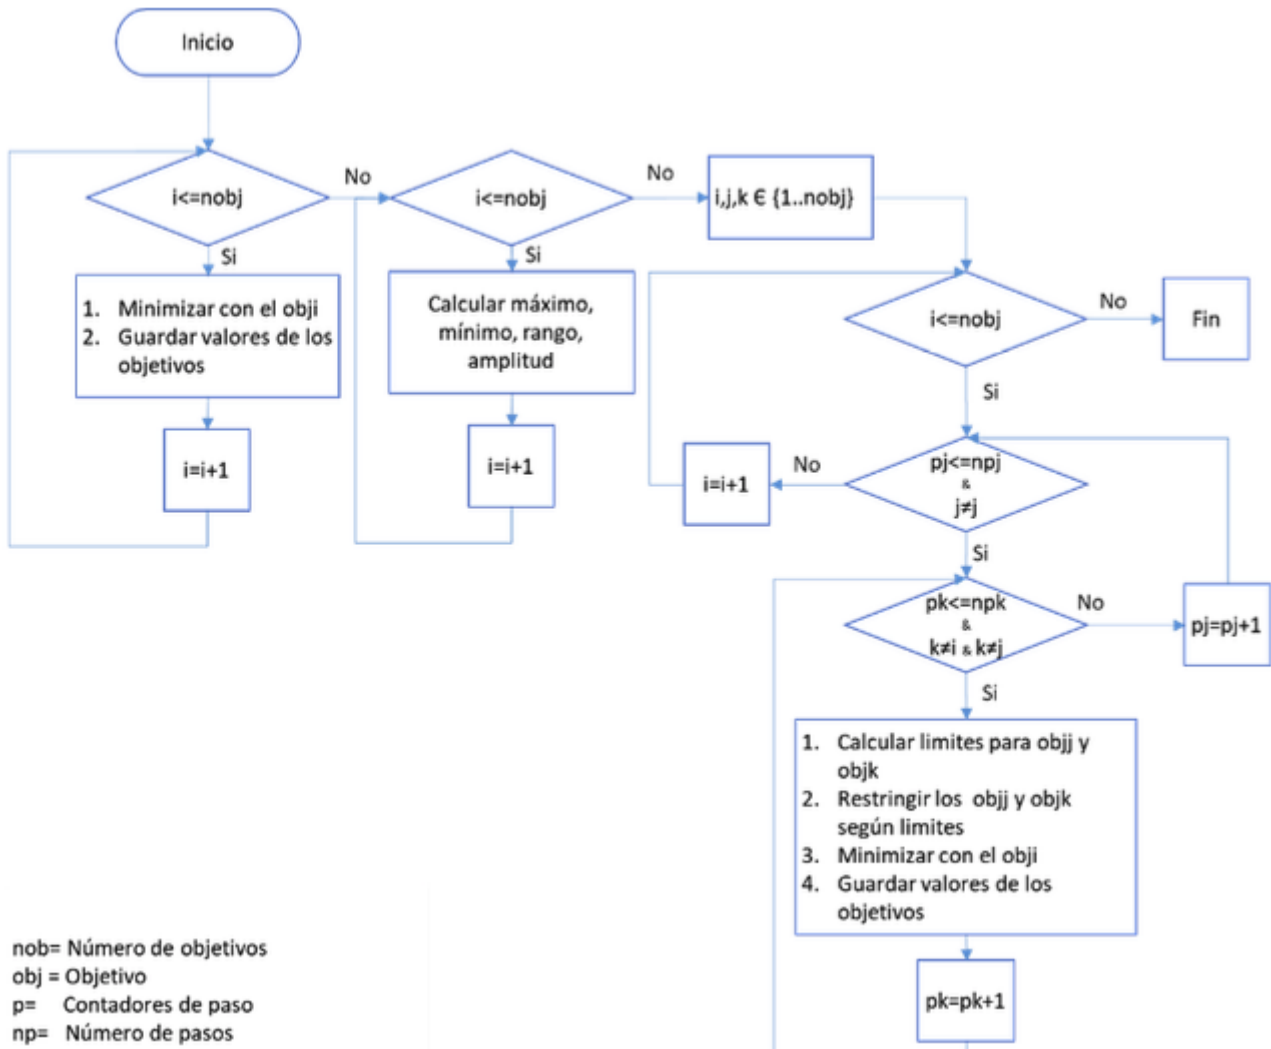 Inicio
i<=nobj
No
Si
1. Minimizar con el obji
2. Guardar valores de los
objetivos
i=i+1
i<=nobj
No
Si
Calcular máximo,
mínimo, rango,
amplitud
i=i+1
i,j,k € {1..nobj}
i<=nobj
No
Fin
Si
pj<=npj
&
j≠j
No
i=i+1
Si
pk<=npk
&
k≠i & k≠j
No
pj=pj+1
Si
1. Calcular limites para objj y
objk
2. Restringir los objj y objk
según limites
3. Minimizar con el obji
4. Guardar valores de los
objetivos
pk=pk+1
nob= Número de objetivos
obj = Objetivo
p= Contadores de paso
np= Número de pasos